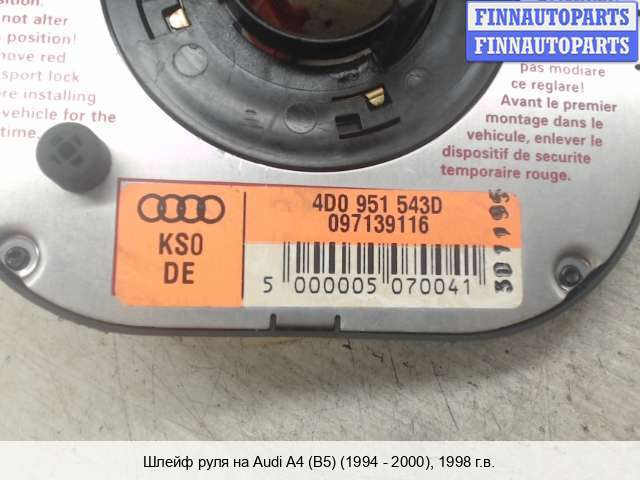 not alter
position!
move red
sport lock
re installing
vehicle for the
time.
FINNAUTOPARTS
FINNAUTOPARTS
pas modiare
ce reglare!
Avant le premier
montage dans le
vehicule, enlever le
dispositif de securite
temporaire rouge.
KS0
DE
4D0 951 543D
097139116
5 000005 070041
301195
Шлейф руля на Audi A4 (B5) (1994 - 2000), 1998 г.в.